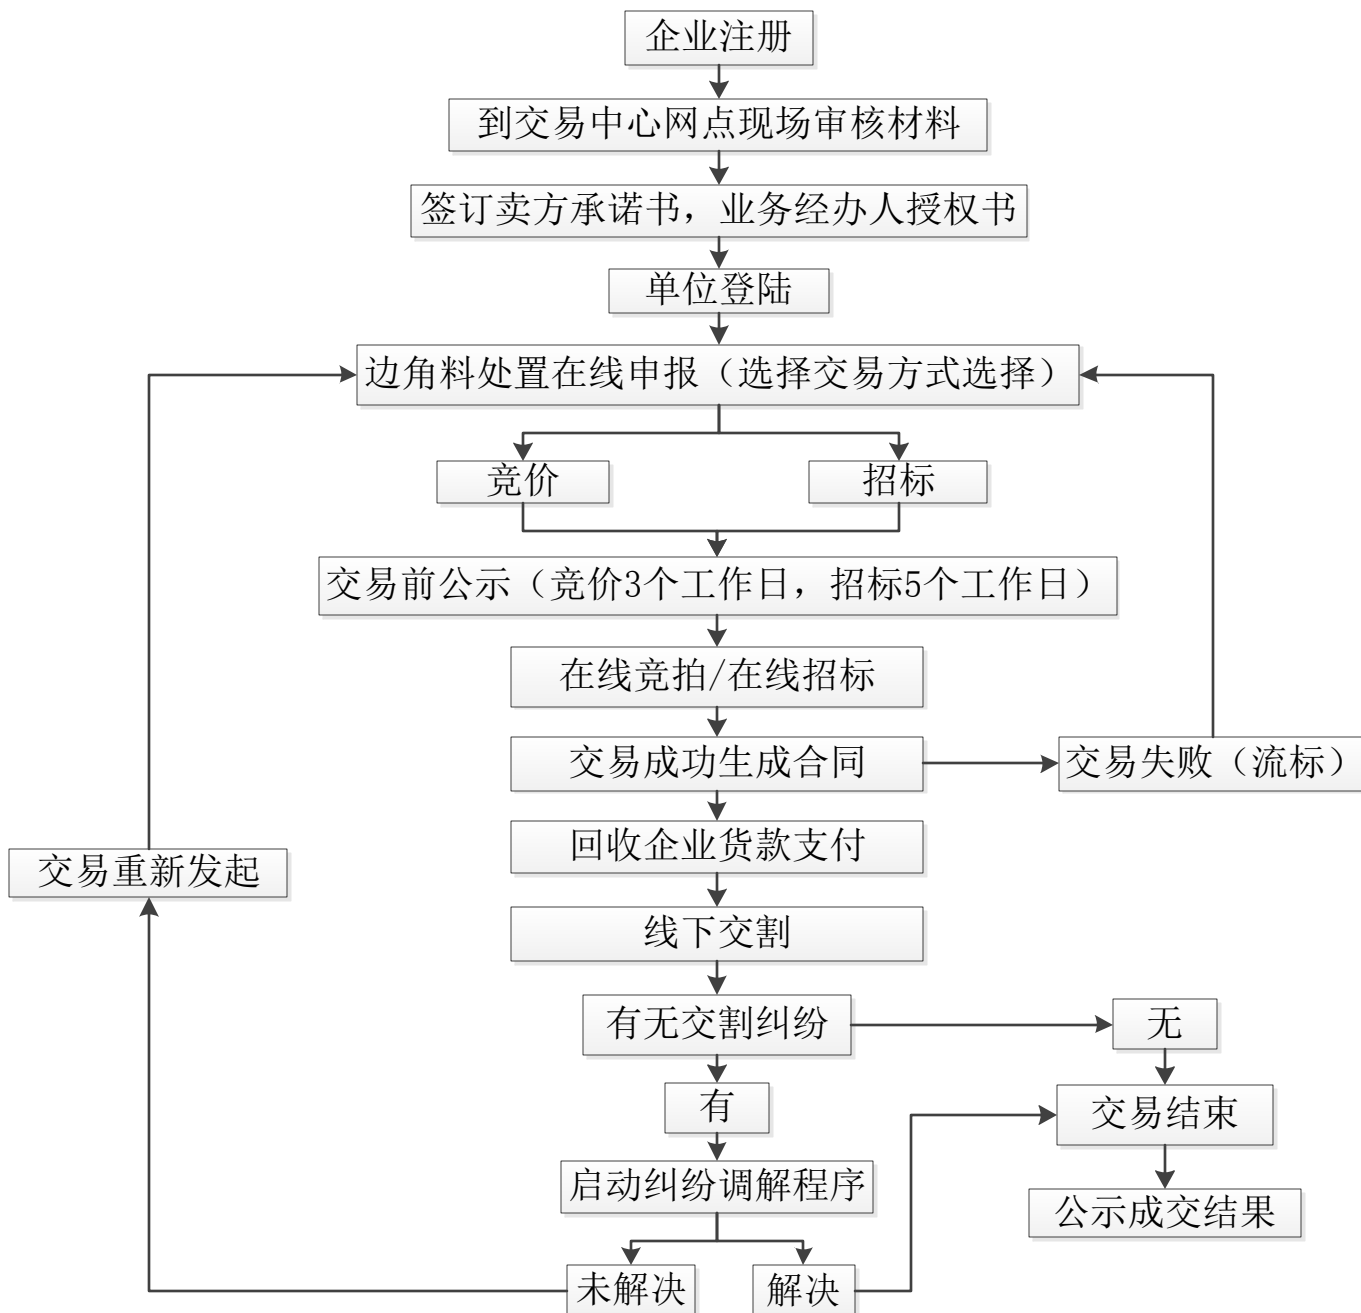 企业注册
到交易中心网点现场审核材料
签订卖方承诺书，业务经办人授权书
单位登陆
边角料处置在线申报（选择交易方式选择）
竞价
招标
交易前公示（竞价3个工作日，招标5个工作日）
在线竞拍/在线招标
交易成功生成合同
交易失败（流标）
回收企业货款支付
交易重新发起
线下交割
有无交割纠纷
无
有
交易结束
启动纠纷调解程序
公示成交结果
未解决
解决